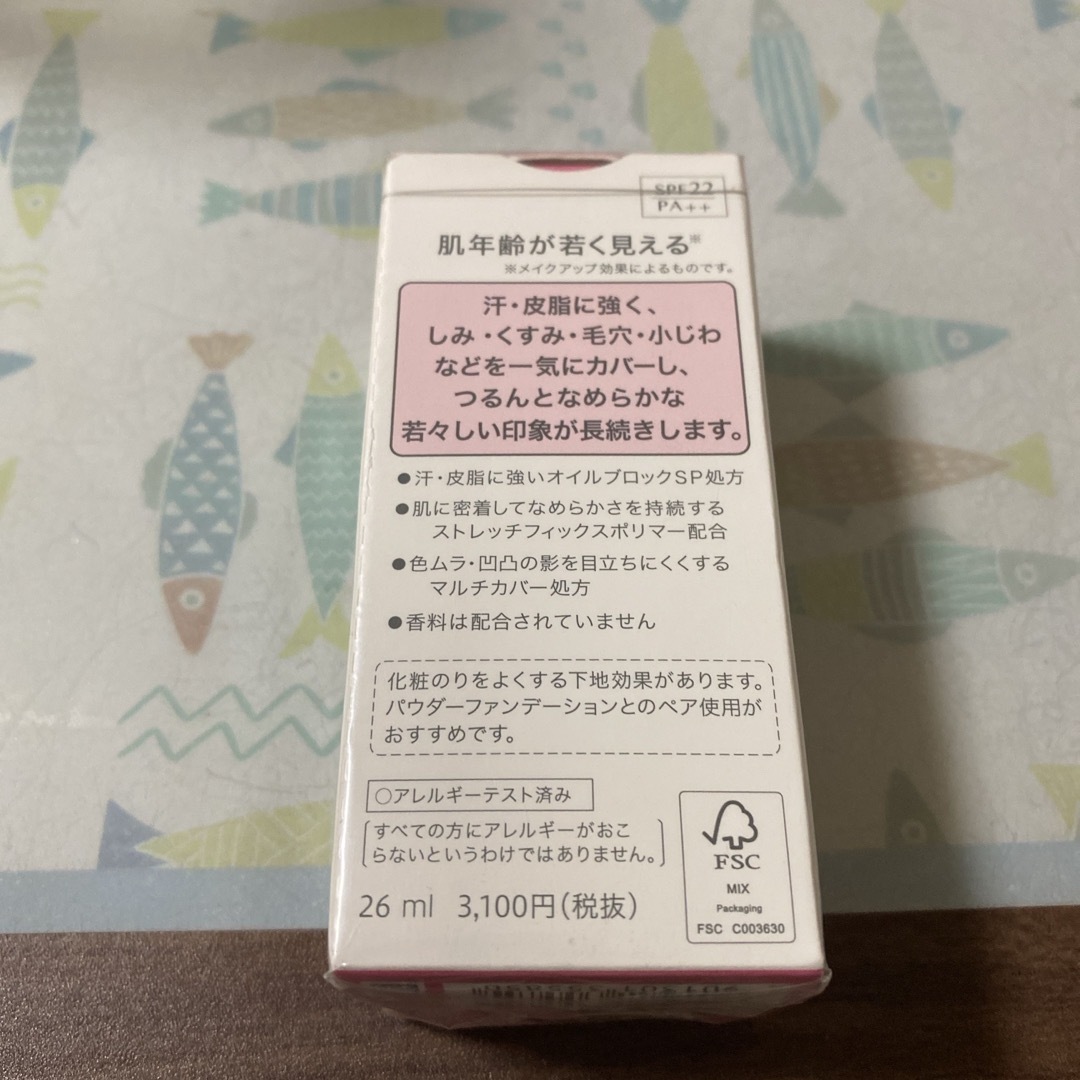 SPF22
PA++
肌年齢が若く見える※
※メイクアップ効果によるものです。
汗・皮脂に強く、
しみ・くすみ・毛穴・小じわ
などを一気にカバーし、
つるんとなめらかな
若々しい印象が長続きします。
●汗・皮脂に強いオイルブロックSP処方
●肌に密着してなめらかさを持続する
ストレッチフィックスポリマー配合
●色ムラ・凹凸の影を目立ちにくくする
マルチカバー処方
●香料は配合されていません
化粧のりをよくする下地効果があります。
パウダーファンデーションとのペア使用が
おすすめです。
○アレルギーテスト済み
すべての方にアレルギーがおこ
らないというわけではありません。
26 ml 3,100円(税抜)
FSC
MIX
Packaging
FSC C003630